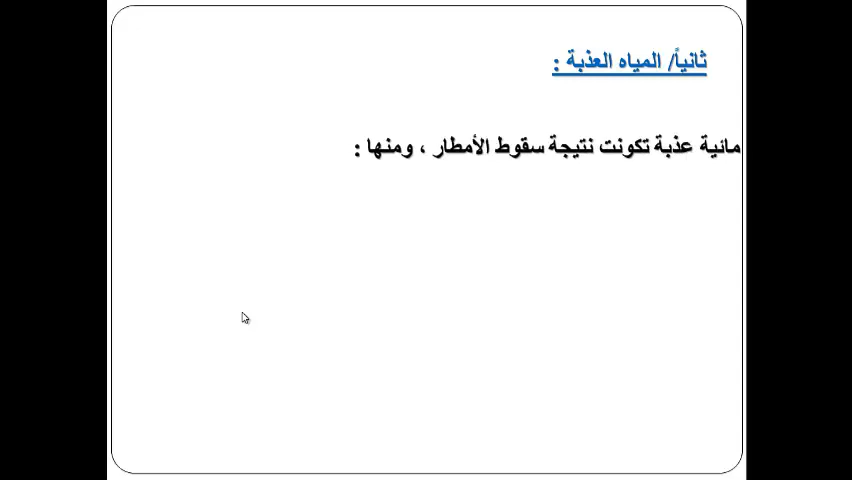 ثانياً/ المياه العذبة :
مائية عذبة تكونت نتيجة سقوط الأمطار ، ومنها :